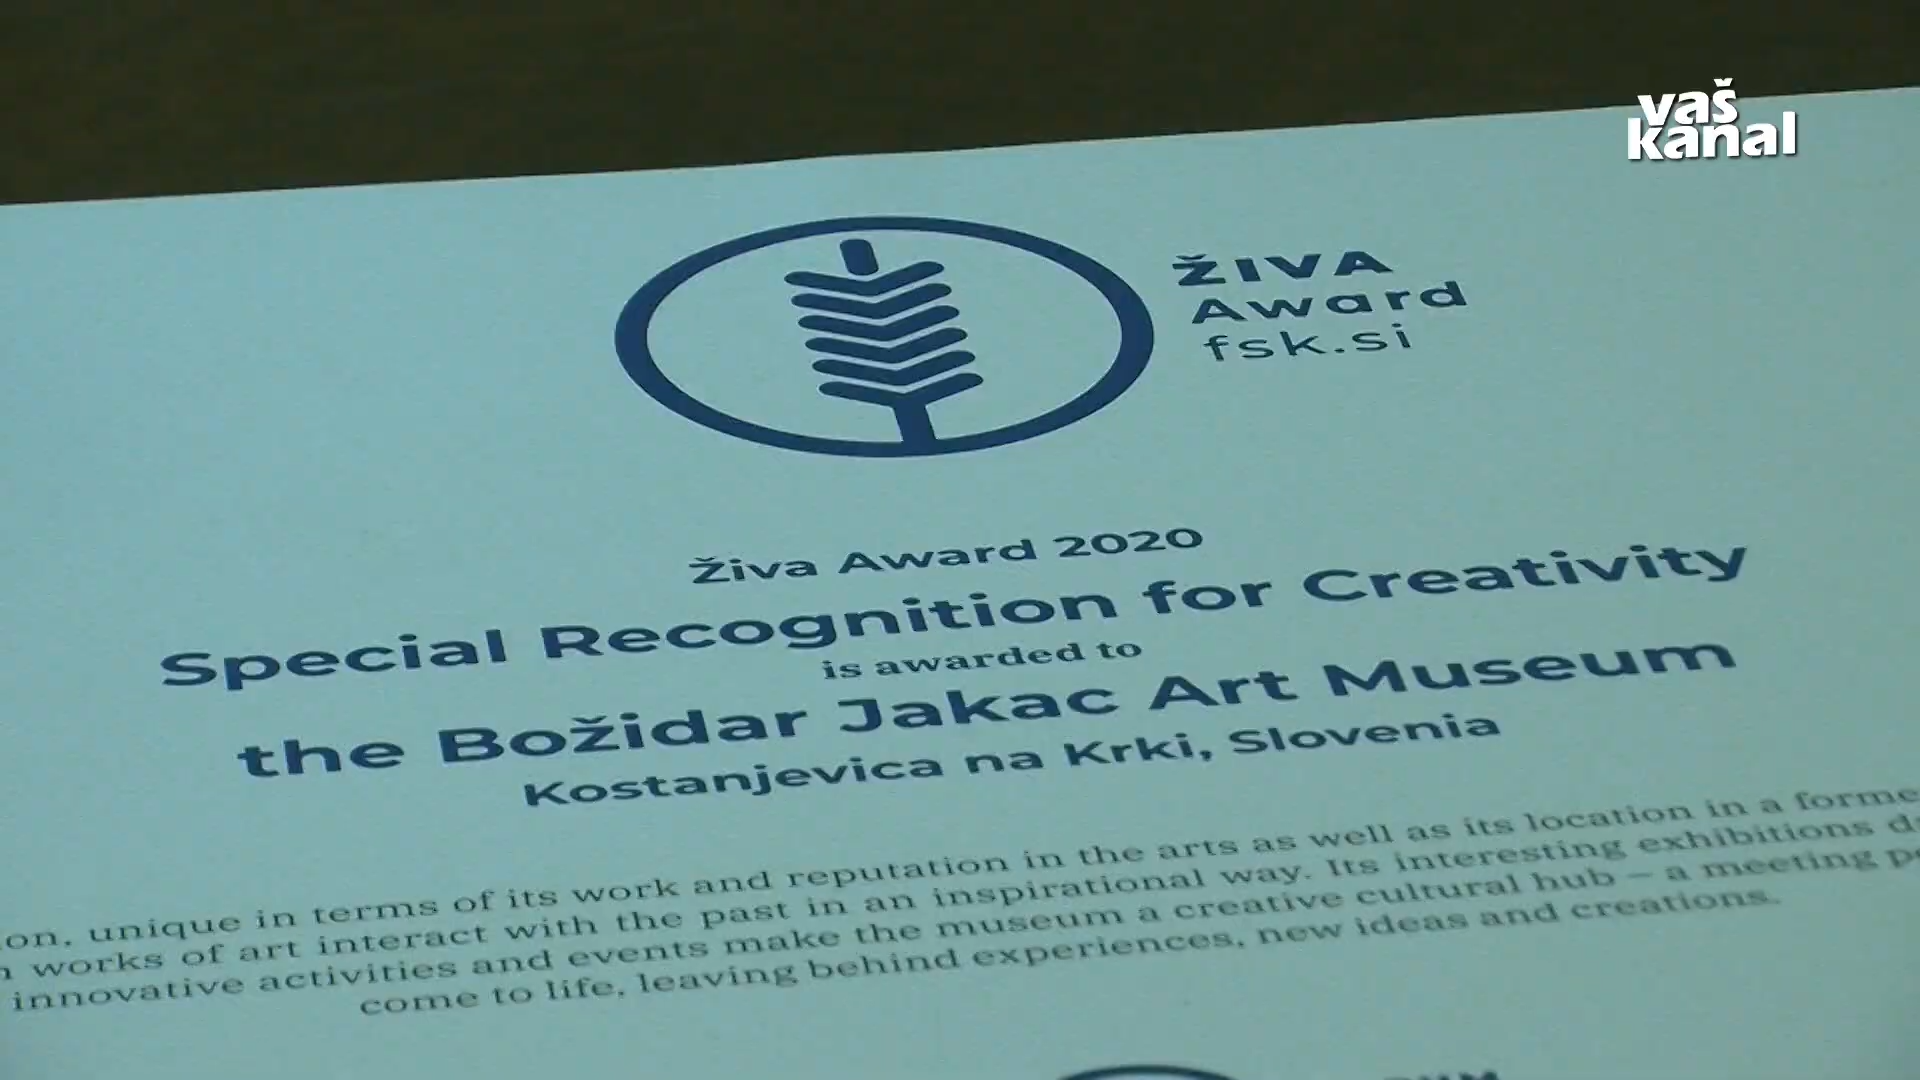 vaš
kanal
ŽIVA
Award
fsk.si
Živa Award 2020
Special Recognition for Creativity
is awarded to
the Božidar Jakac Art Museum
Kostanjevica na Krki, Slovenia
unique in terms of its work and reputation in the arts as well as its location in a
works of art interact with the past in an inspirational way. Its interesting exhibitions
innovative activities and events make the museum a creative cultural hub – a meeting
come to life, leaving behind experiences, new ideas and creations.